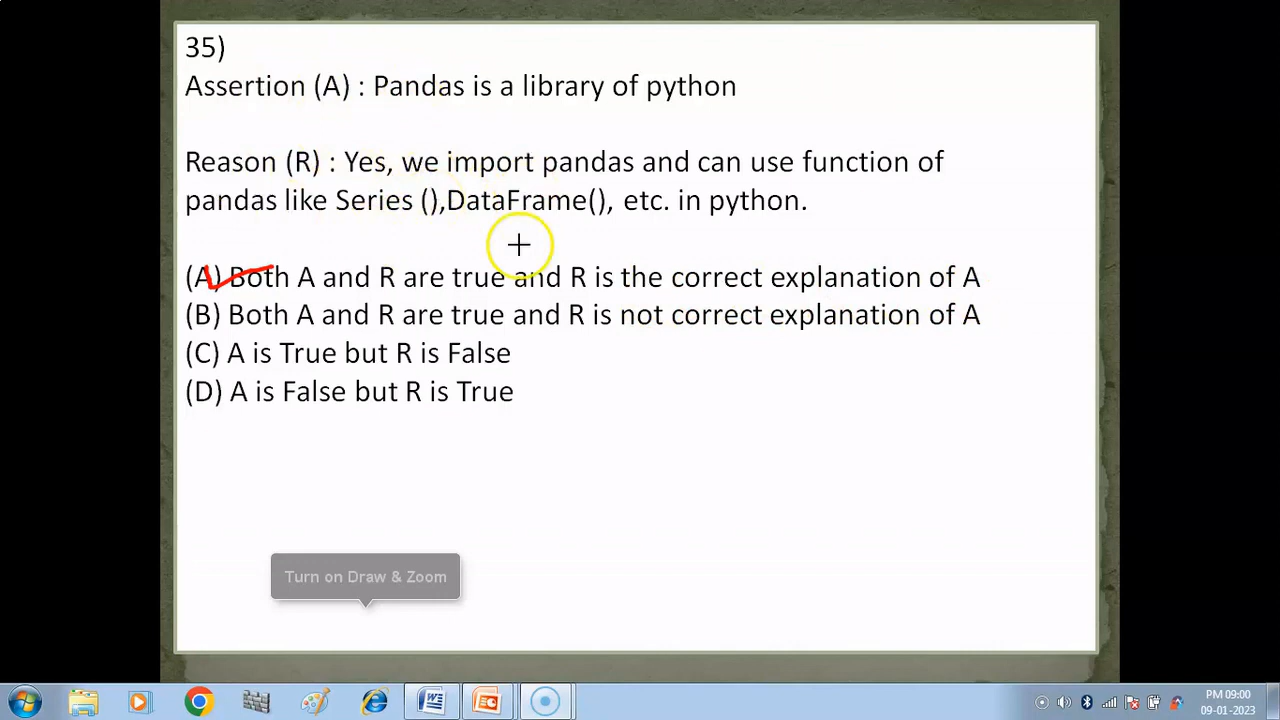 35)
Assertion (A) : Pandas is a library of python
Reason (R) : Yes, we import pandas and can use function of
pandas like Series (),DataFrame(), etc. in python.
(A) Both A and R are true and R is the correct explanation of A
(B) Both A and R are true and R is not correct explanation of A
(C) A is True but R is False
(D) A is False but R is True
Turn on Draw & Zoom
PM 09:00
09-01-2023